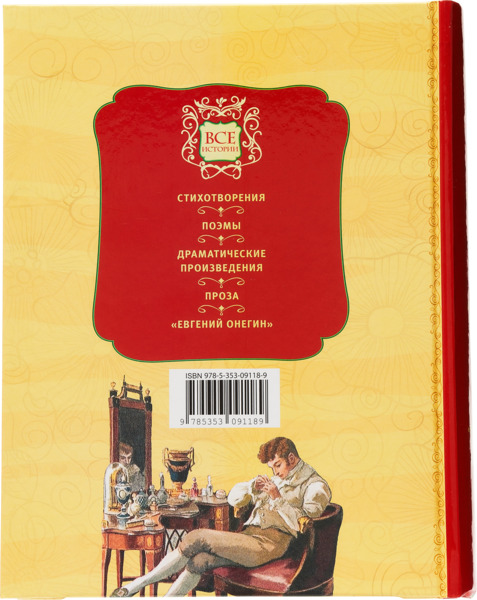 ВСЕ
ИСТОРИИ
СТИХОТВОРЕНИЯ
ПОЭМЫ
ДРАМАТИЧЕСКИЕ
ПРОИЗВЕДЕНИЯ
ПРОЗА
«ЕВГЕНИЙ ОНЕГИН»
ISBN 978-5-353-09118-9
9 785353 091189